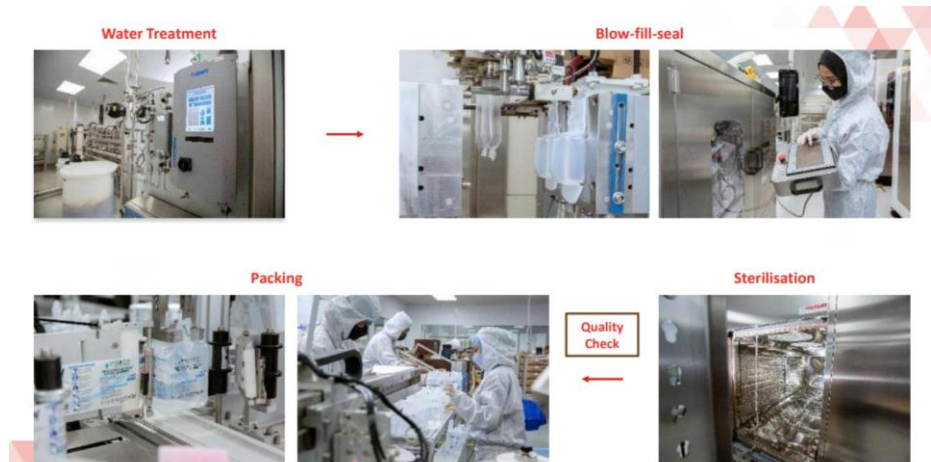 Water Treatment
Blow-fill-seal
Packing
Sterilisation
Quality
Check